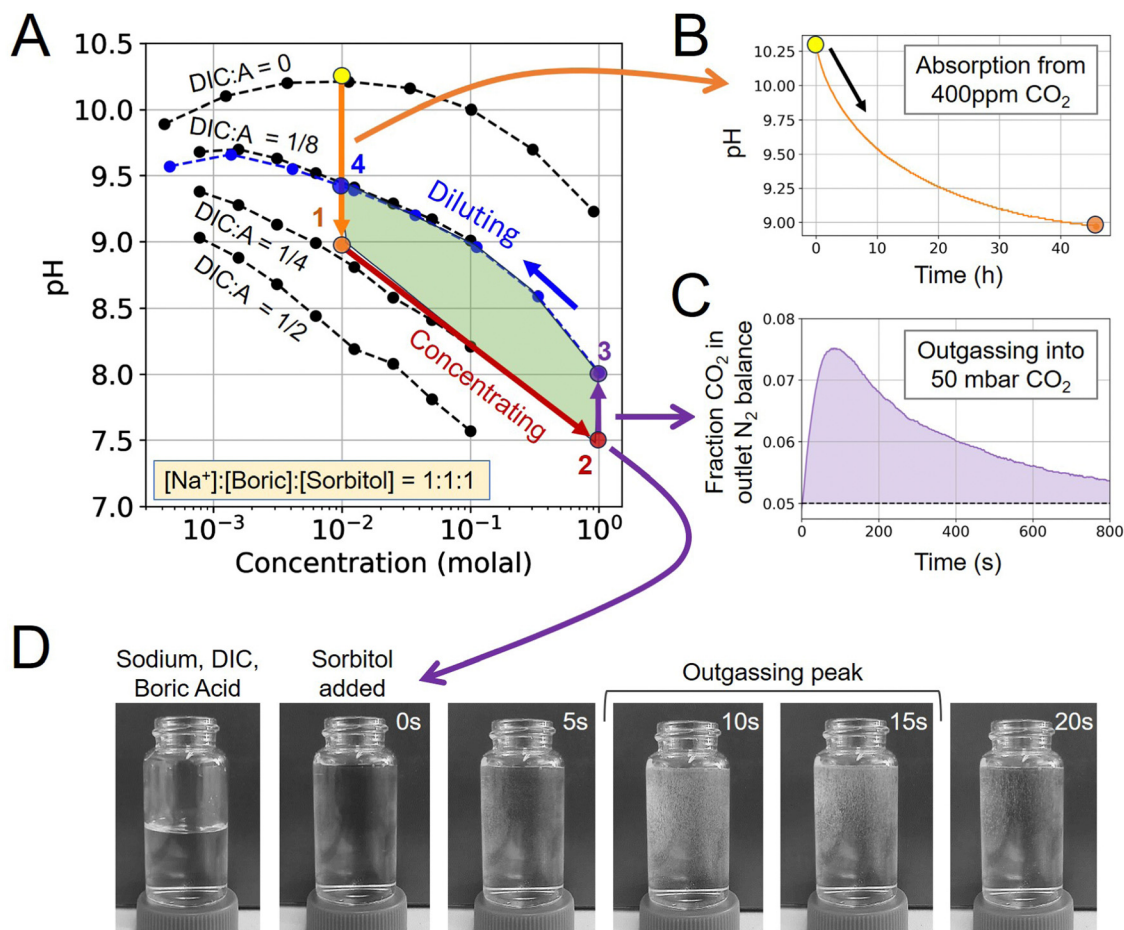 A
pH
10.5
10.0
9.5
9.0
8.5
8.0
7.5
7.0
DIC:A = 0
DIC:A = 1/8
DIC:A = 1/4
DIC:A = 1/2
4
1
Diluting
Concentrating
3
2
[Na⁺]:[Boric]:[Sorbitol] = 1:1:1
10⁻³
10⁻²
10⁻¹
10⁰
Concentration (molal)
B
pH
10.25
10.00
9.75
9.50
9.25
9.00
Absorption from
400ppm CO₂
0
10
20
30
40
Time (h)
C
Fraction CO₂ in
outlet N₂ balance
0.08
0.07
0.06
0.05
Outgassing into
50 mbar CO₂
0
200
400
600
800
Time (s)
D
Sodium, DIC,
Boric Acid
Sorbitol
added
Outgassing peak
0s
5s
10s
15s
20s